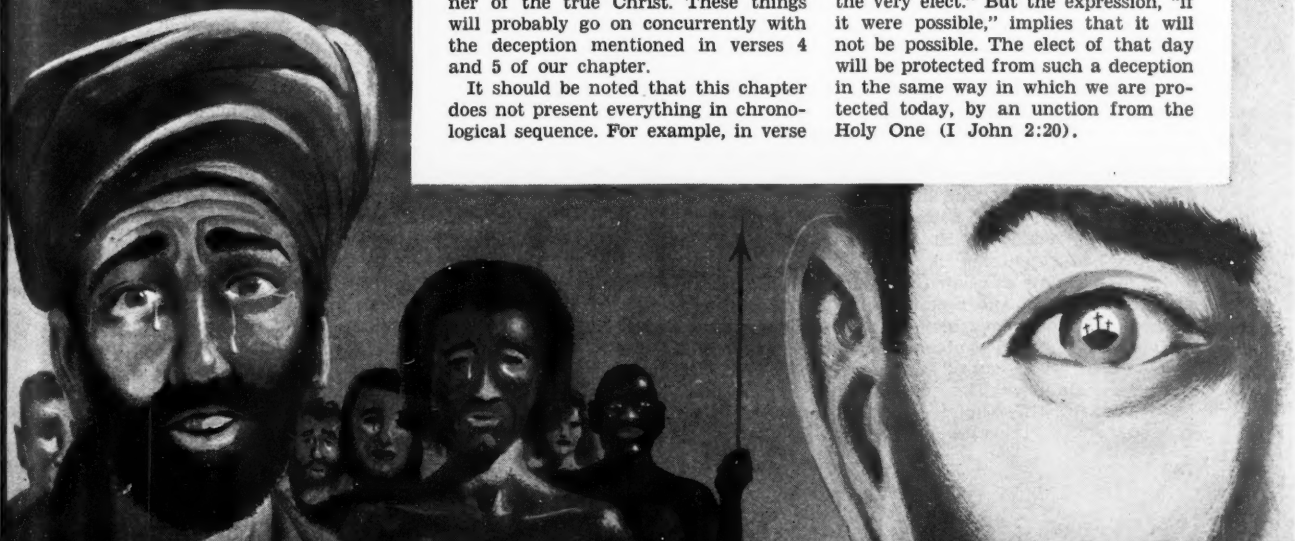 ner of the true Christ. These things
will probably go on concurrently with
the deception mentioned in verses 4
and 5 of our chapter.
It should be noted that this chapter
does not present everything in chrono-
logical sequence. For example, in verse
the very elect." But the expression, "if
it were possible," implies that it will
not be possible. The elect of that day
will be protected from such a deception
in the same way in which we are pro-
tected today, by an unction from the
Holy One (I John 2:20).